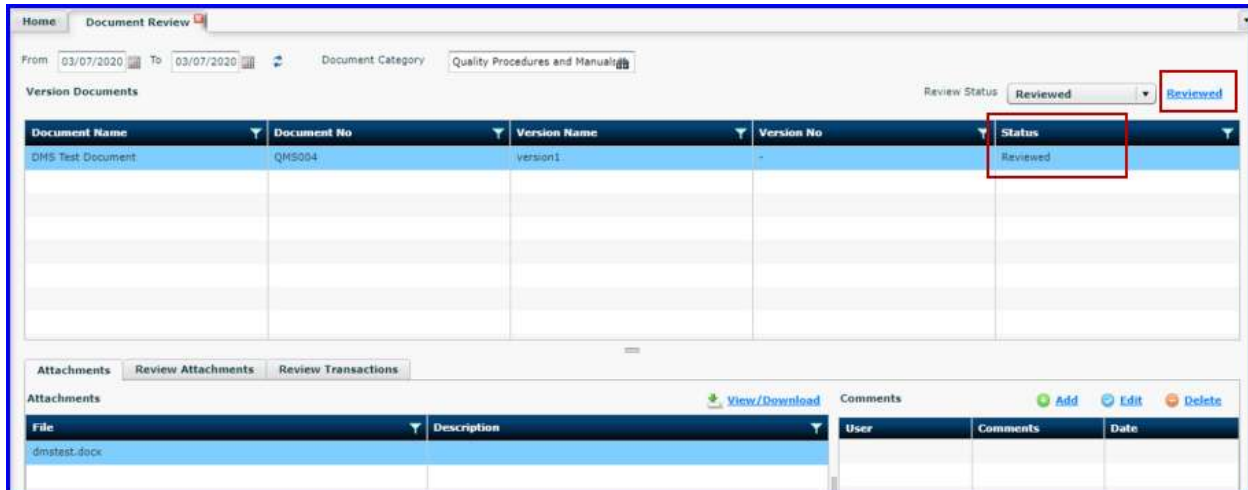 Home Document Review
From 03/07/2020 To 03/07/2020 Document Category Quality Procedures and Manuals
Version Documents Review Status Reviewed Reviewed
Document Name Document No Version Name Version No Status
DMS Test Document QMS004 version1 - Reviewed
Attachments Review Attachments Review Transactions
Attachments View/Download Comments Add Edit Delete
File Description User Comments Date
dmstest.docx